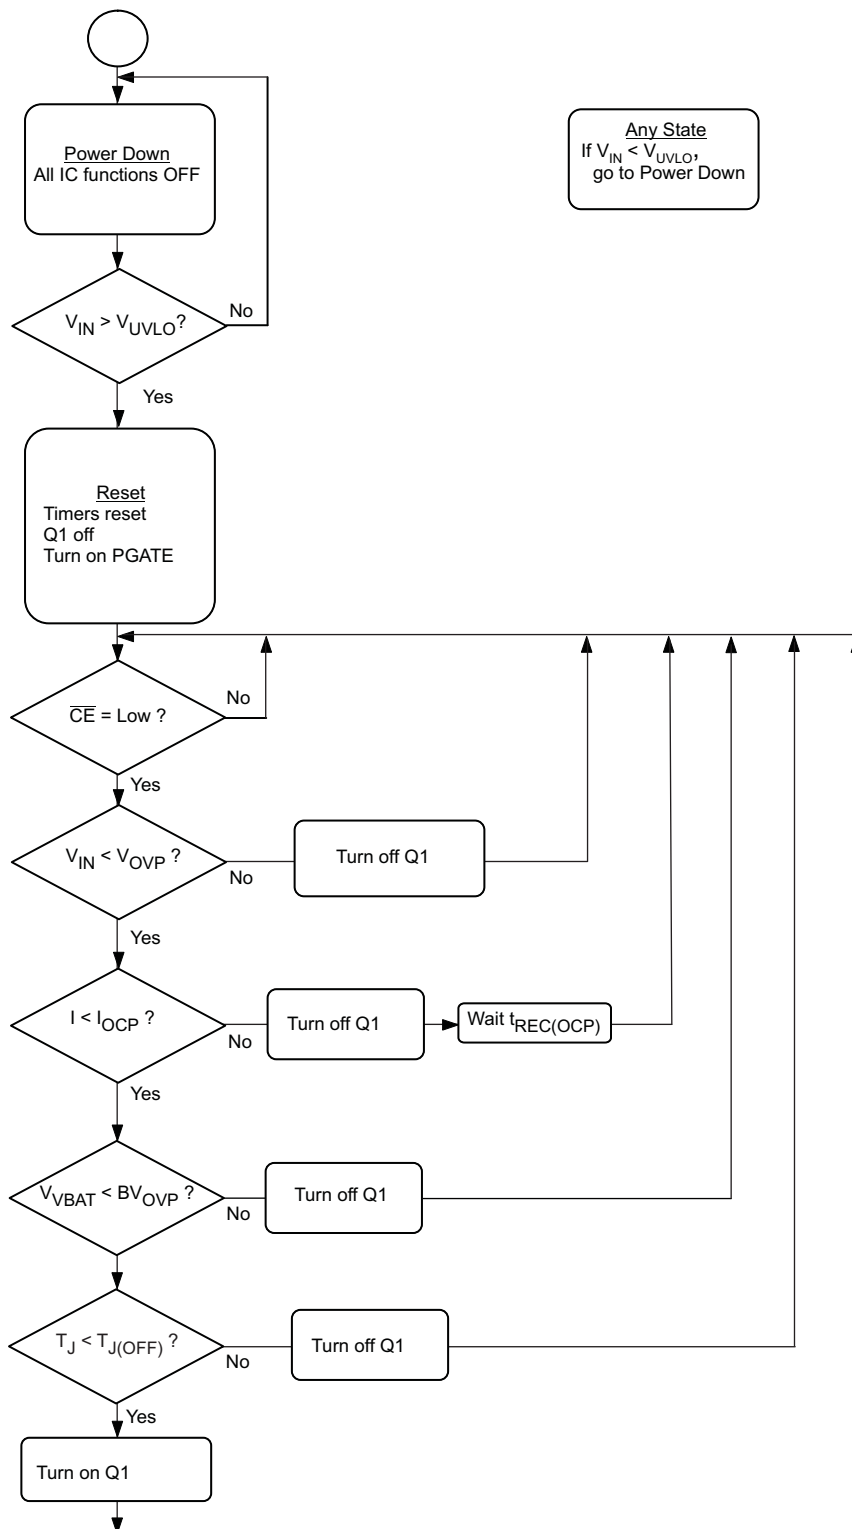 Power Down
All IC functions OFF
Any State
If V_IN < V_UVLO,
go to Power Down
V_IN > V_UVLO?
No
Yes
Reset
Timers reset
Q1 off
Turn on PGATE
C̅E̅ = Low ?
No
Yes
V_IN < V_OVP ?
No
Turn off Q1
Yes
I < I_OCP ?
No
Turn off Q1
Wait t_REC(OCP)
Yes
V_VBAT < BV_OVP ?
No
Turn off Q1
T_J < T_J(OFF) ?
No
Turn off Q1
Yes
Turn on Q1